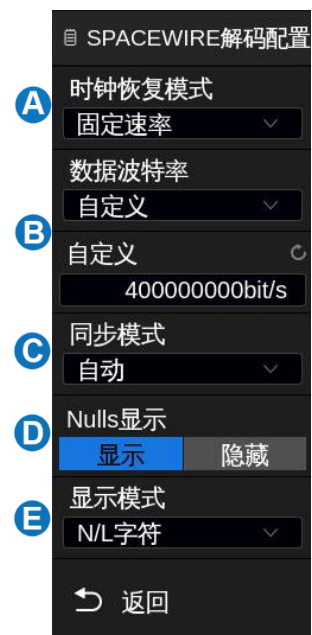 SPACEWIRE解码配置
A
时钟恢复模式
固定速率
数据波特率
自定义
B
自定义
400000000bit/s
C
同步模式
自动
D
Nulls显示
显示 隐藏
E
显示模式
N/L字符
返回